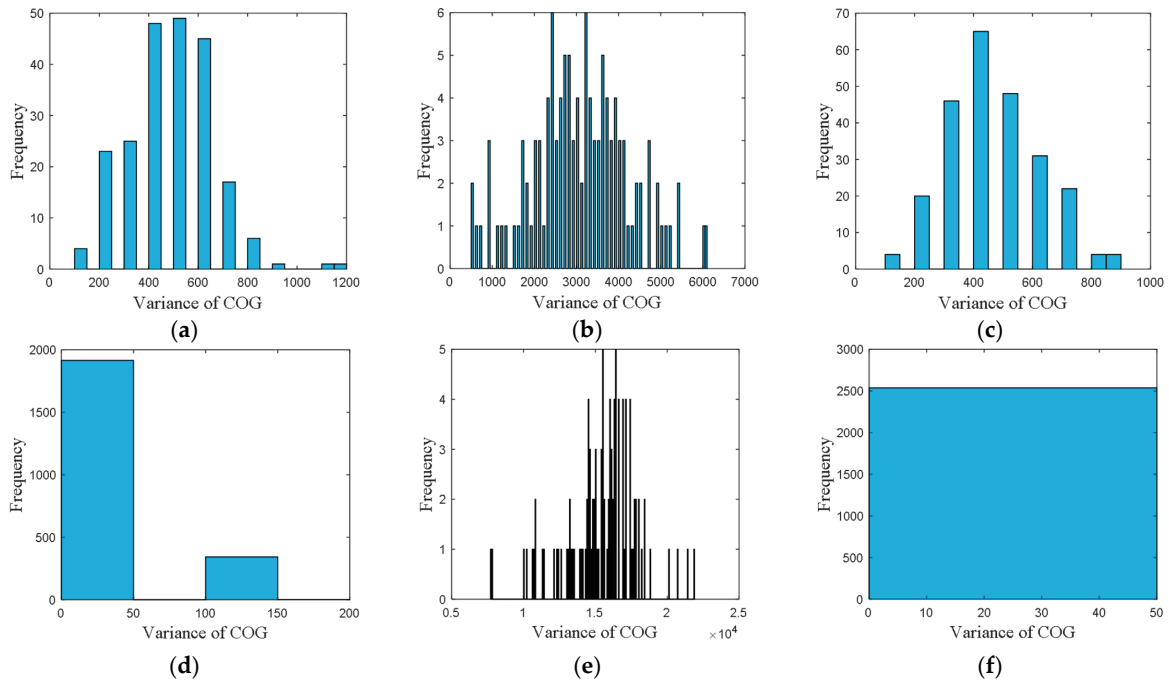 50
40
30
20
10
0
Frequency
0 200 400 600 800 1000 1200
Variance of COG
(a)
6
5
4
3
2
1
0
Frequency
0 1000 2000 3000 4000 5000 6000 7000
Variance of COG
(b)
70
60
50
40
30
20
10
0
Frequency
0 200 400 600 800 1000
Variance of COG
(c)
2000
1500
1000
500
0
Frequency
0 50 100 150 200
Variance of COG
(d)
5
4
3
2
1
0
Frequency
0.5 1 1.5 2 2.5
Variance of COG ×10⁴
(e)
3000
2500
2000
1500
1000
500
0
Frequency
0 10 20 30 40 50
Variance of COG
(f)